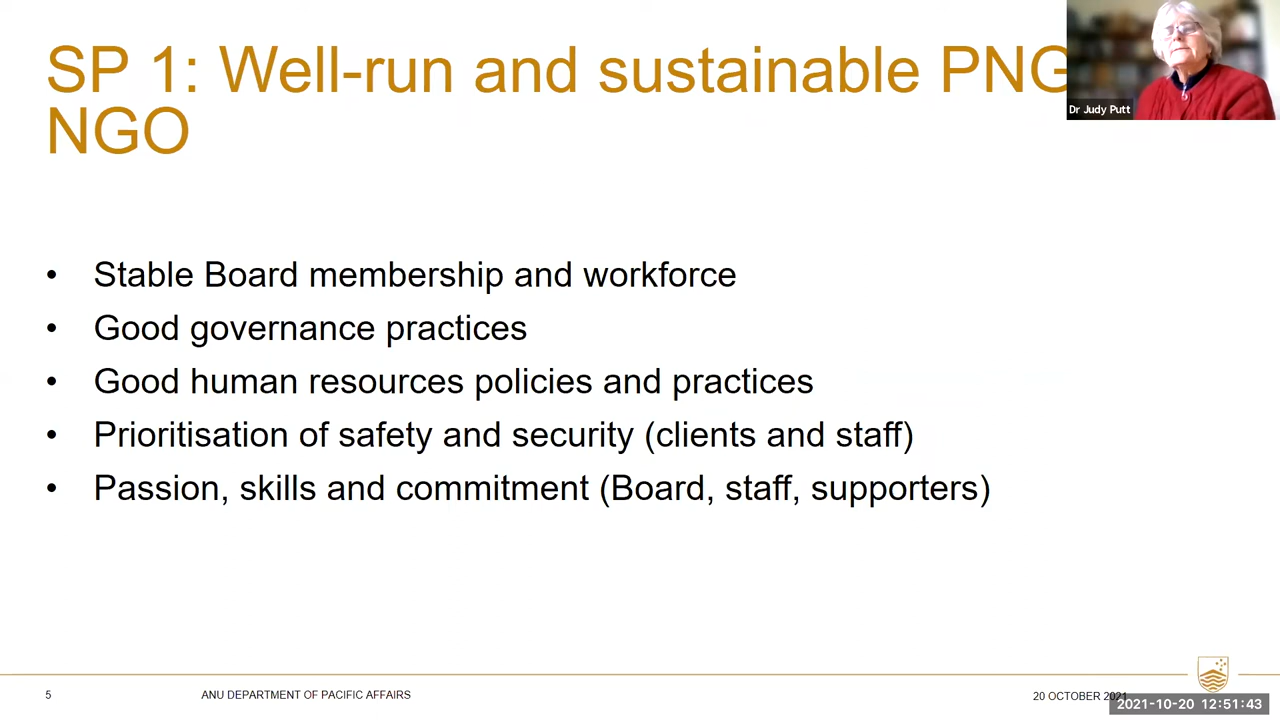 SP 1: Well-run and sustainable PNG
NGO
Dr Judy Putt
• Stable Board membership and workforce
• Good governance practices
• Good human resources policies and practices
• Prioritisation of safety and security (clients and staff)
• Passion, skills and commitment (Board, staff, supporters)
5
ANU DEPARTMENT OF PACIFIC AFFAIRS
20 OCTOBER 2021
2021-10-20 12:51:43